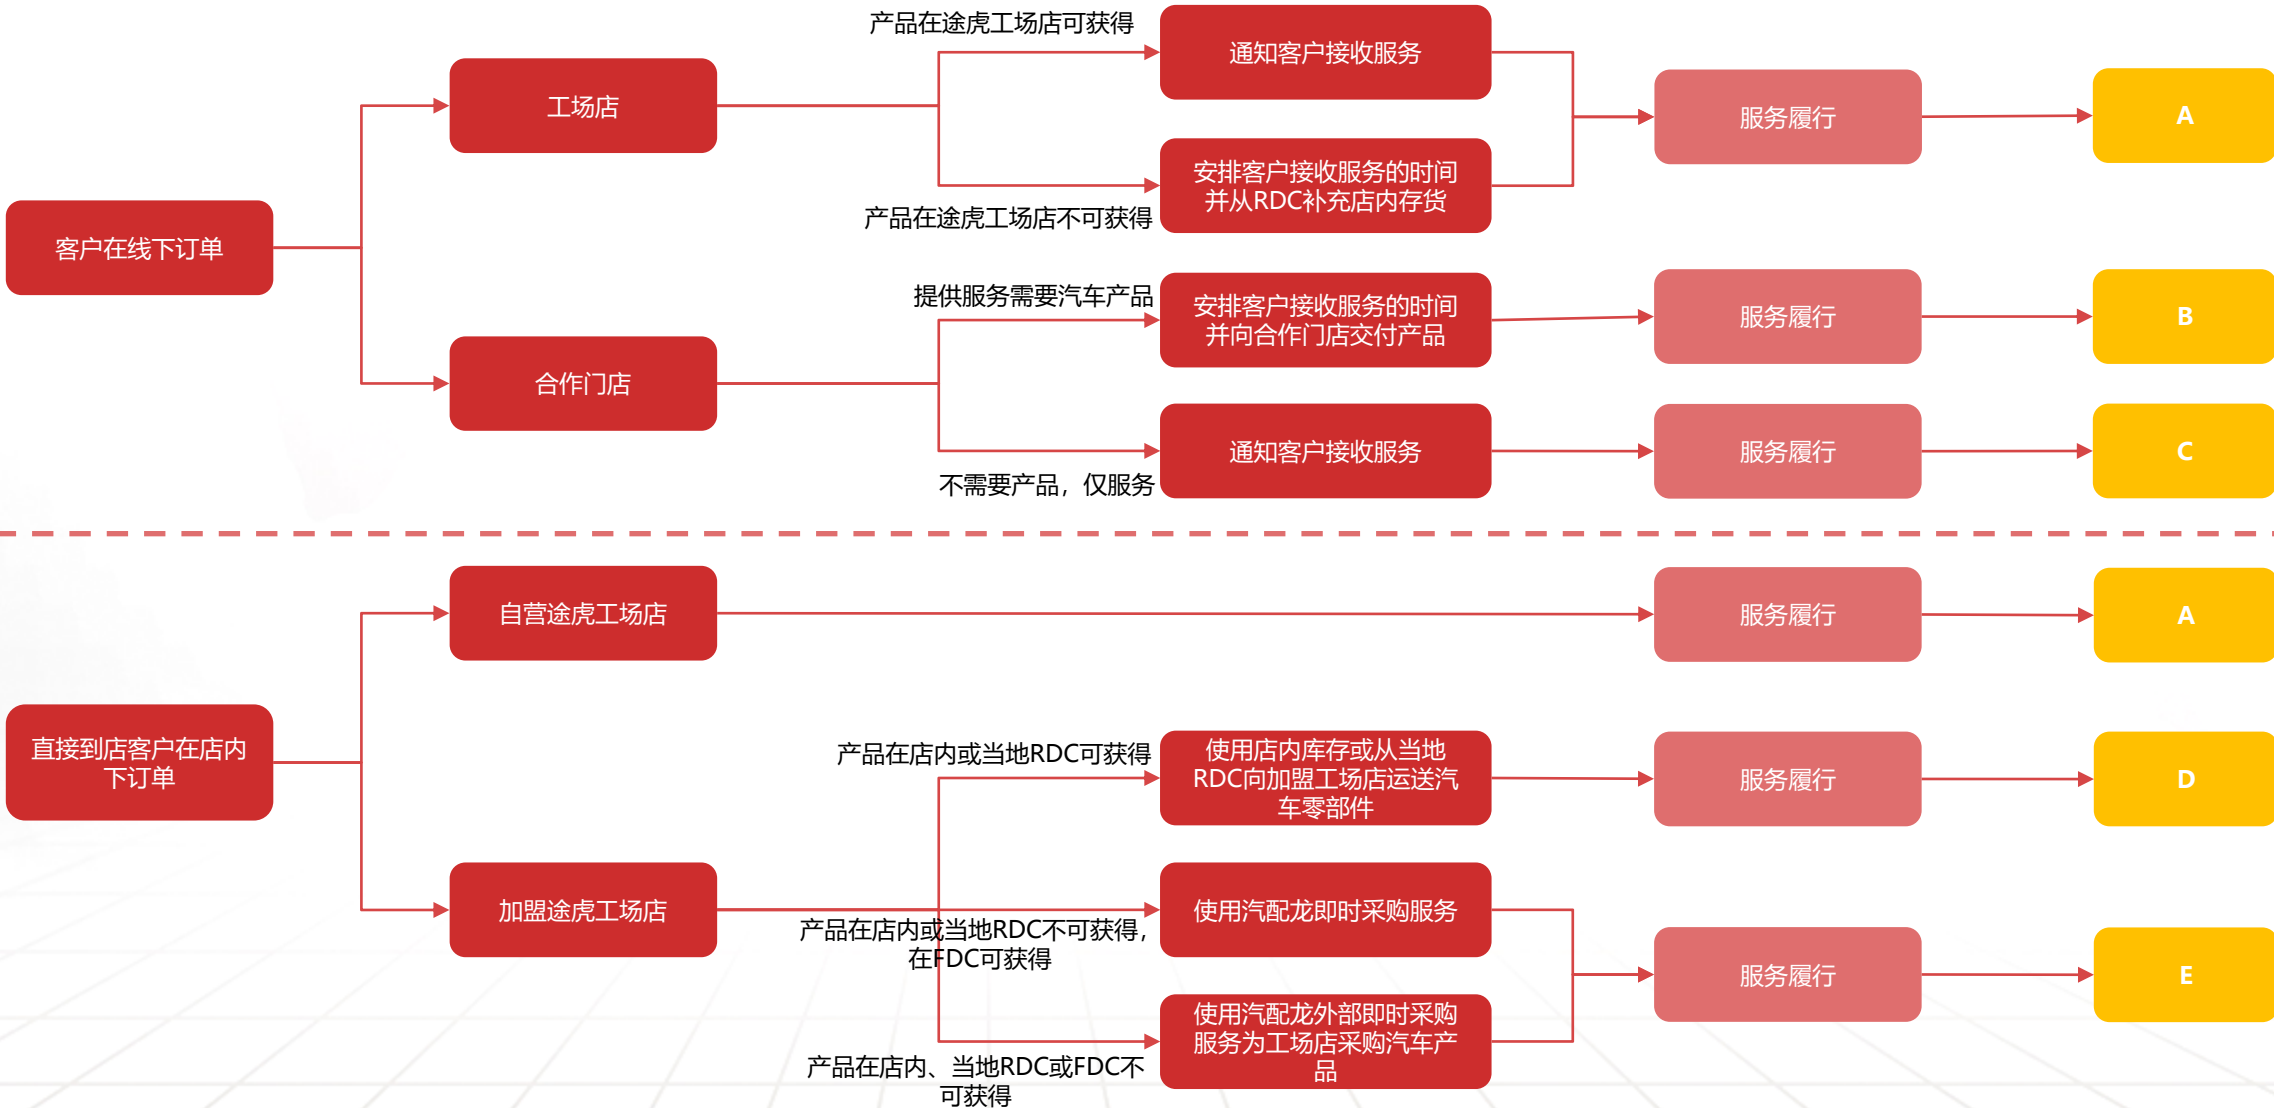 产品在途虎工场店可获得
通知客户接收服务
工场店
服务履行
A
安排客户接收服务的时间
并从RDC补充店内存货
产品在途虎工场店不可获得
客户在线下订单
提供服务需要汽车产品
安排客户接收服务的时间
并向合作门店交付产品
服务履行
B
合作门店
通知客户接收服务
服务履行
C
不需要产品，仅服务
自营途虎工场店
服务履行
A
直接到店客户在店内
下订单
产品在店内或当地RDC可获得
使用店内库存或从当地
RDC向加盟工场店运送汽
车零部件
服务履行
D
加盟途虎工场店
使用汽配龙即时采购服务
产品在店内或当地RDC不可获得，
在FDC可获得
服务履行
E
使用汽配龙外部即时采购
服务为工场店采购汽车产
品
产品在店内、当地RDC或FDC不
可获得